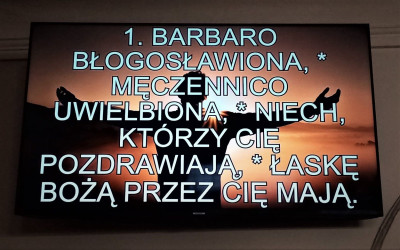 1. BARBARO
BŁOGOSŁAWIONA, *
MĘCZENNICO
UWIELBIONA, * NIECH,
KTÓRZY CIĘ
POZDRAWIAJĄ, * ŁASKĘ
BOŻĄ PRZEZ CIĘ MAJĄ.